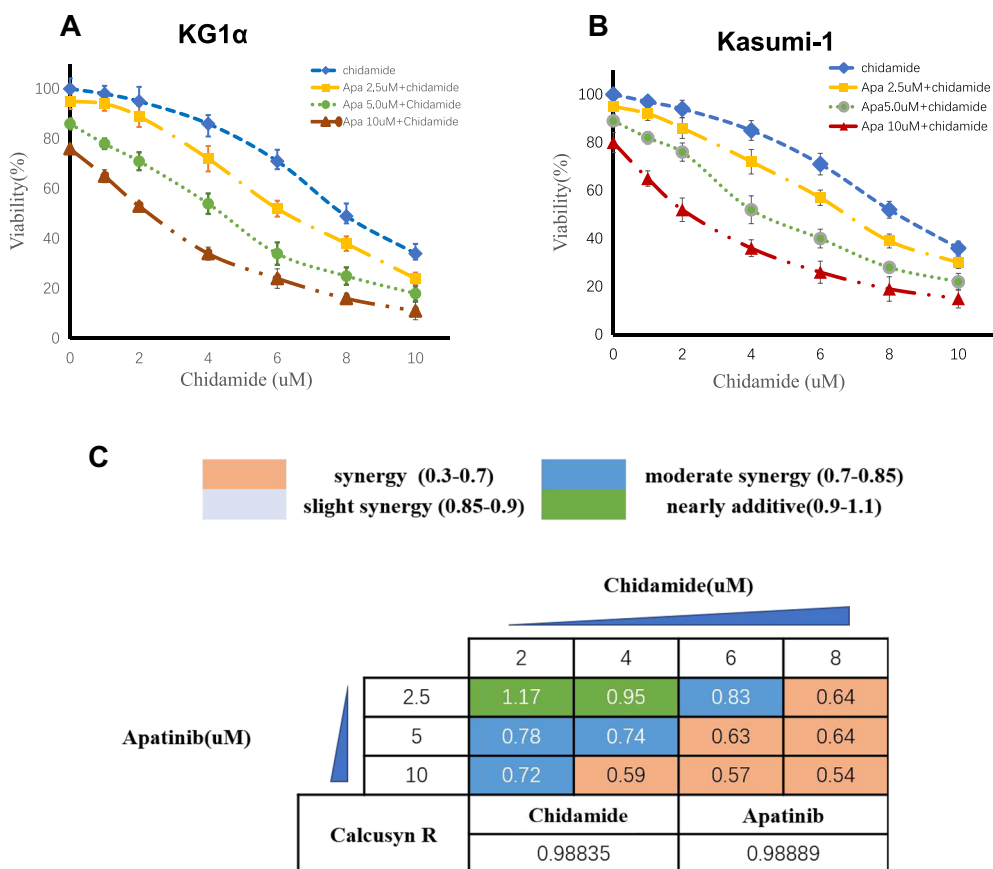 A
KG1α
chidamide
Apa 2,5uM+chidamide
Apa 5,0uM+Chidamide
Apa 10uM+Chidamide
Viability(%)
100
80
60
40
20
0
0 1 2 4 6 8 10
Chidamide (uM)
B
Kasumi-1
chidamide
Apa 2.5uM+chidamide
Apa5.0uM+chidamide
Apa 10uM+chidamide
Viability(%)
100
80
60
40
20
0
0 1 2 4 6 8 10
Chidamide (uM)
C
synergy (0.3-0.7)
moderate synergy (0.7-0.85)
slight synergy (0.85-0.9)
nearly additive(0.9-1.1)
Chidamide(uM)
2 4 6 8
Apatinib(uM)
2.5 1.17 0.95 0.83 0.64
5 0.78 0.74 0.63 0.64
10 0.72 0.59 0.57 0.54
Calcusyn R
Chidamide Apatinib
0.98835 0.98889